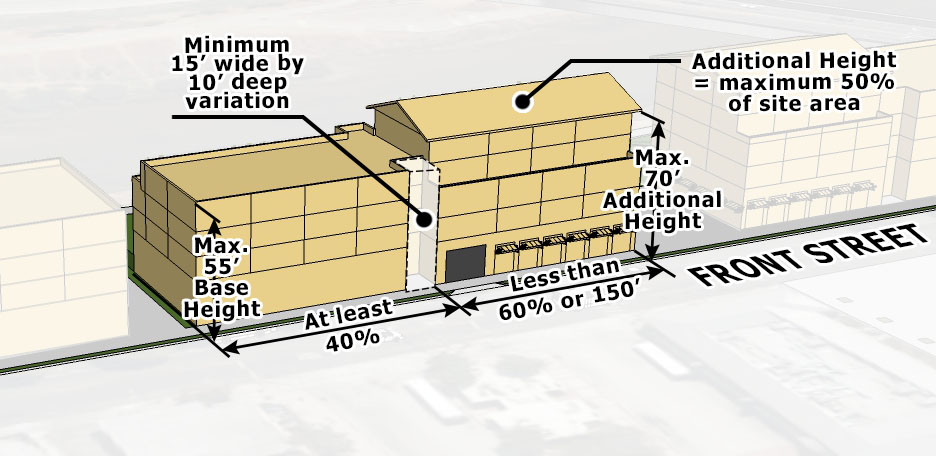 Minimum
15’ wide by
10’ deep
variation
Additional Height
= maximum 50%
of site area
Max.
70’
Additional
Height
Max.
55’
Base
Height
FRONT STREET
At least
40%
Less than
60% or 150’